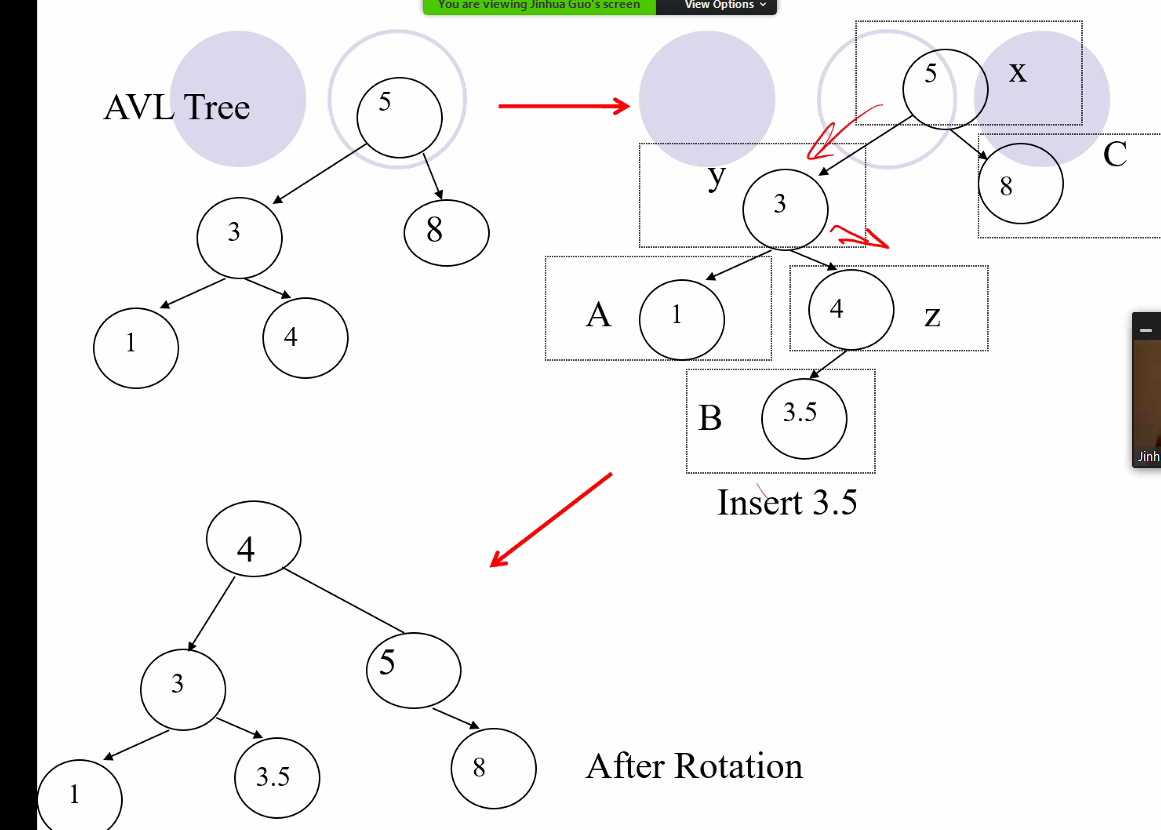 You are viewing Jinhua Guo's screen
View Options
AVL Tree
5
3
8
1
4
5
x
y
3
8
C
A
1
4
z
B
3.5
Insert 3.5
4
3
5
1
3.5
8
After Rotation
Jinh